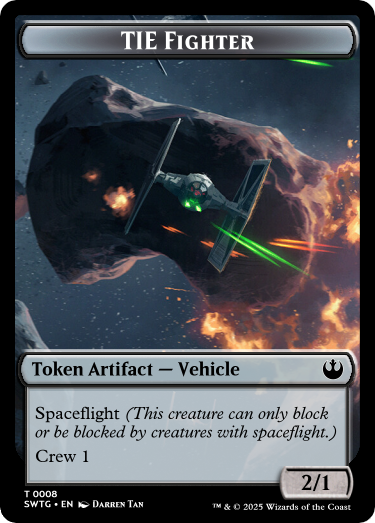 TIE Fighter
Token Artifact — Vehicle
Spaceflight (This creature can only block
or be blocked by creatures with spaceflight.)
Crew 1
2/1
T 0008
SWTG • EN Darren Tan
™ & © 2025 Wizards of the Coast